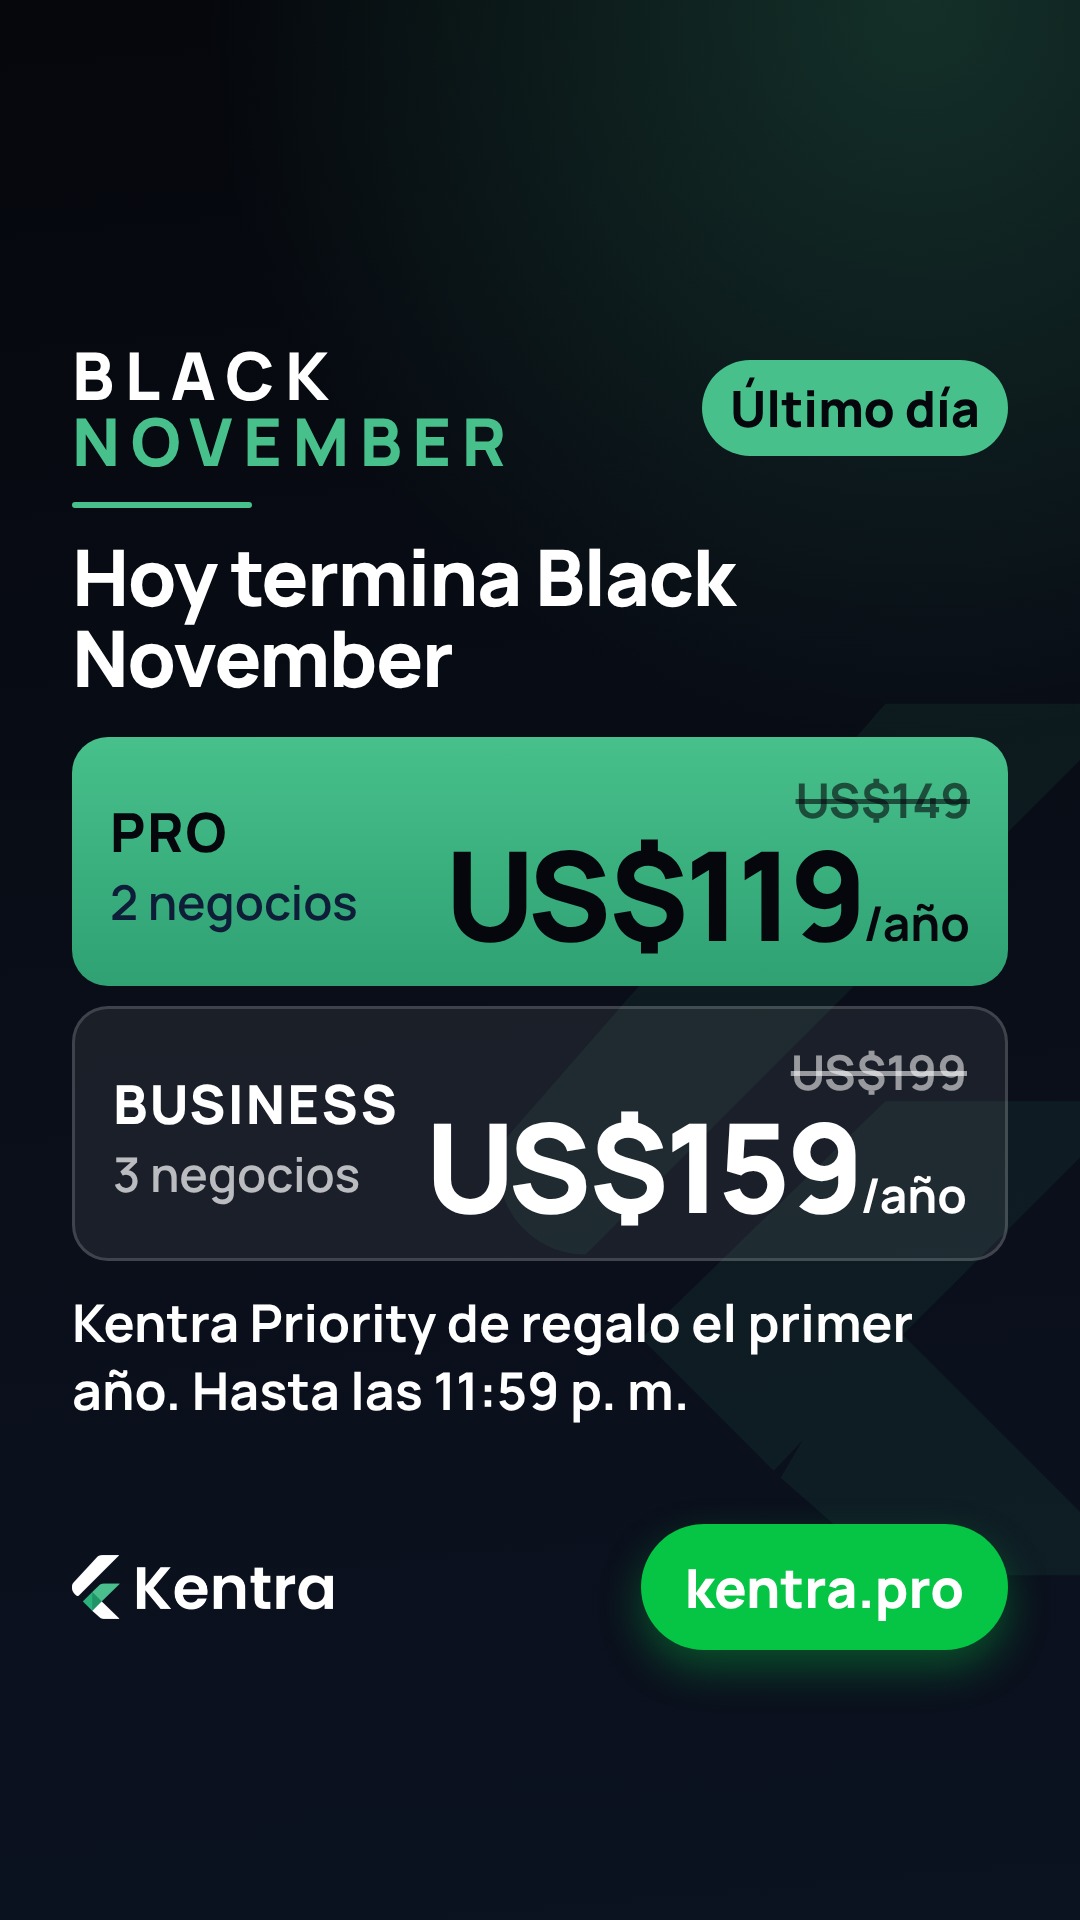 BLACK
NOVEMBER
Último día
Hoy termina Black
November
US$149
PRO
2 negocios
US$119/año
US$199
BUSINESS
3 negocios
US$159/año
Kentra Priority de regalo el primer
año. Hasta las 11:59 p. m.
Kentra
kentra.pro